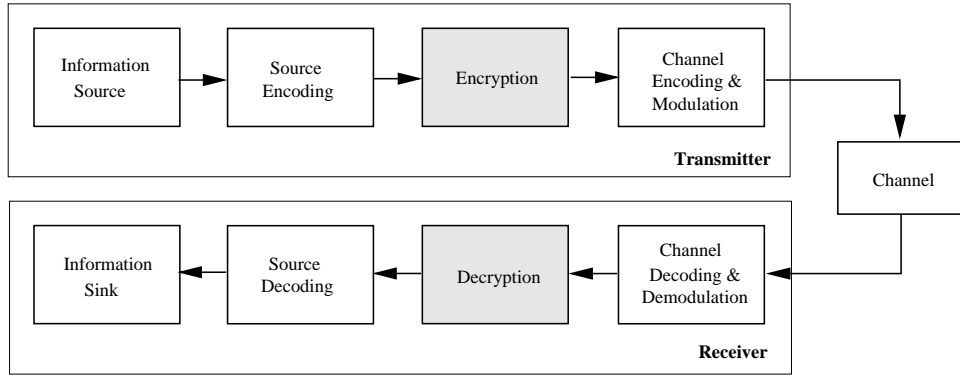 Information
Source
Source
Encoding
Encryption
Channel
Encoding &
Modulation
Transmitter
Channel
Information
Sink
Source
Decoding
Decryption
Channel
Decoding &
Demodulation
Receiver